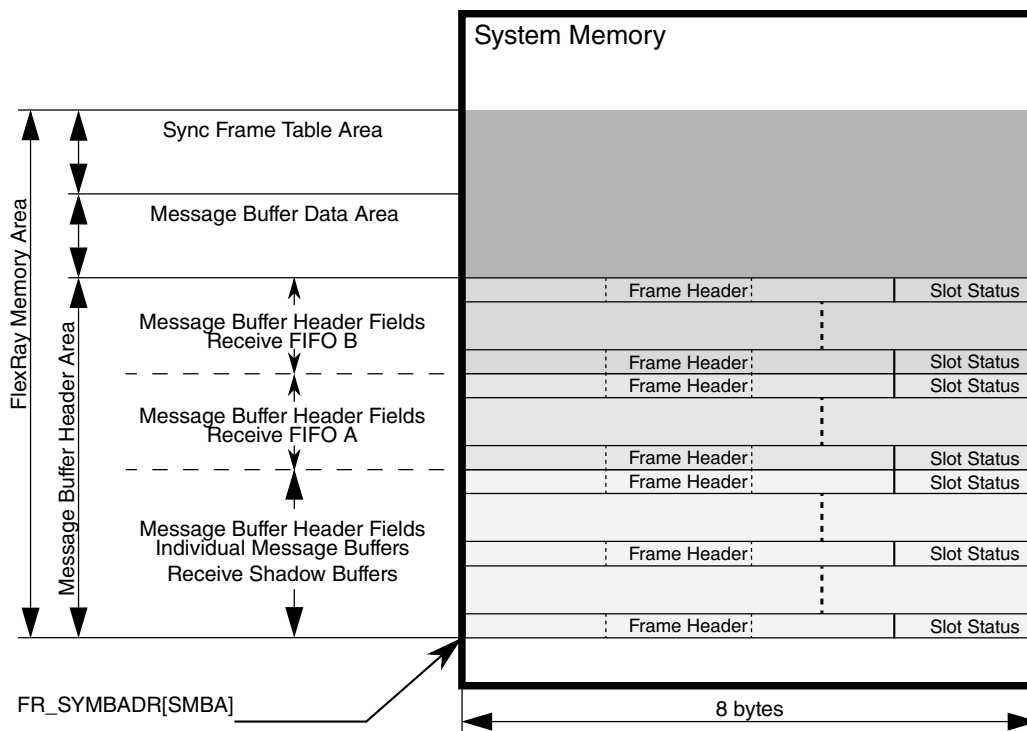 System Memory
Sync Frame Table Area
Message Buffer Data Area
FlexRay Memory Area
Message Buffer Header Area
Message Buffer Header Fields
Receive FIFO B
Message Buffer Header Fields
Receive FIFO A
Message Buffer Header Fields
Individual Message Buffers
Receive Shadow Buffers
Frame Header Slot Status
Frame Header Slot Status
Frame Header Slot Status
Frame Header Slot Status
Frame Header Slot Status
Frame Header Slot Status
Frame Header Slot Status
FR_SYMBADR[SMBA]
8 bytes